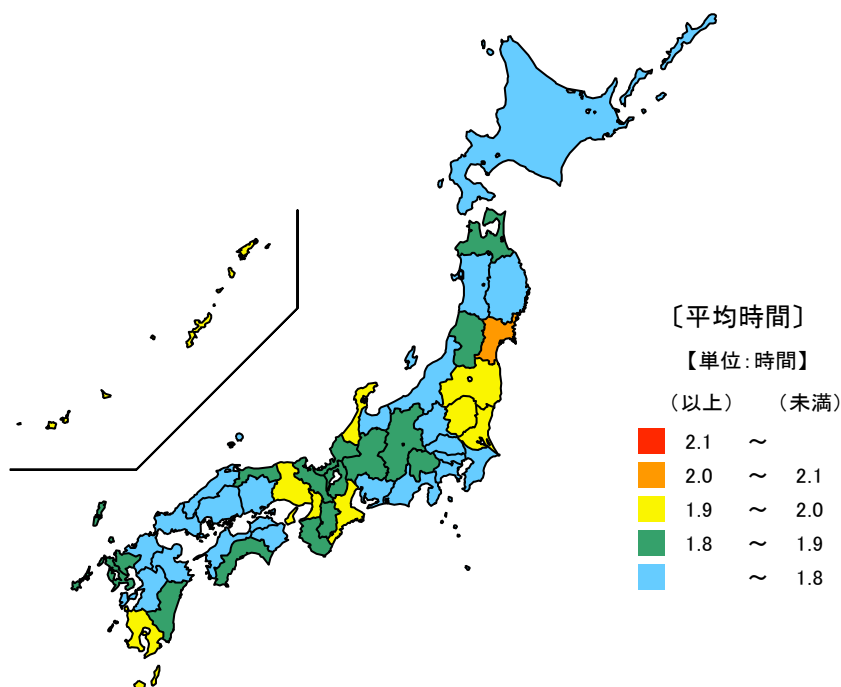 〔平均時間〕
【単位:時間】
（以上） （未満）
2.1 ～
2.0 ～ 2.1
1.9 ～ 2.0
1.8 ～ 1.9
～ 1.8